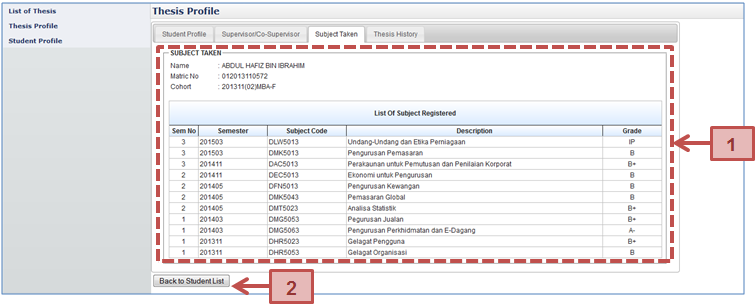 List of Thesis
Thesis Profile
Student Profile
Thesis Profile
Student Profile Supervisor/Co-Supervisor Subject Taken Thesis History
SUBJECT TAKEN
Name : ABDUL HAFIZ BIN IBRAHIM
Matric No : 012013110572
Cohort : 201311(02)MBA-F
List Of Subject Registered
Sem No Semester Subject Code Description Grade
3 201503 DLW5013 Undang-Undang dan Etika Perniagaan IP
3 201503 DMK5013 Pengurusan Pemasaran B
3 201411 DAC5013 Perakaunan untuk Pemutusan dan Penilaian Korporat B+
2 201411 DEC5013 Ekonomi untuk Pengurusan B
2 201405 DFN5013 Pengurusan Kewangan B
2 201405 DMK5043 Pemasaran Global B
2 201405 DMT5023 Analisa Statistik B+
1 201403 DMG5053 Pegurusan Jualan B+
1 201403 DMG5063 Pengurusan Perkhidmatan dan E-Dagang A-
1 201311 DHR5023 Gelagat Pengguna B+
1 201311 DHR5053 Gelagat Organisasi B
1
Back to Student List
2